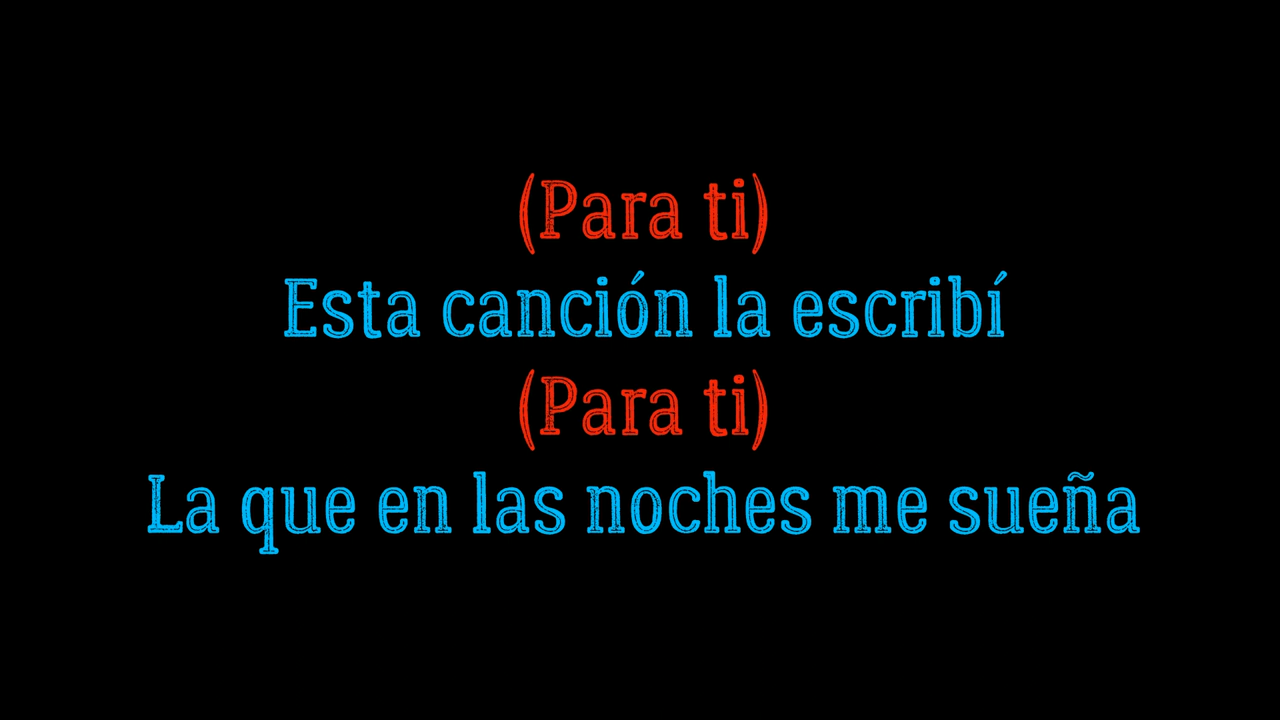 (Para ti)
Esta canción la escribí
(Para ti)
La que en las noches me sueña